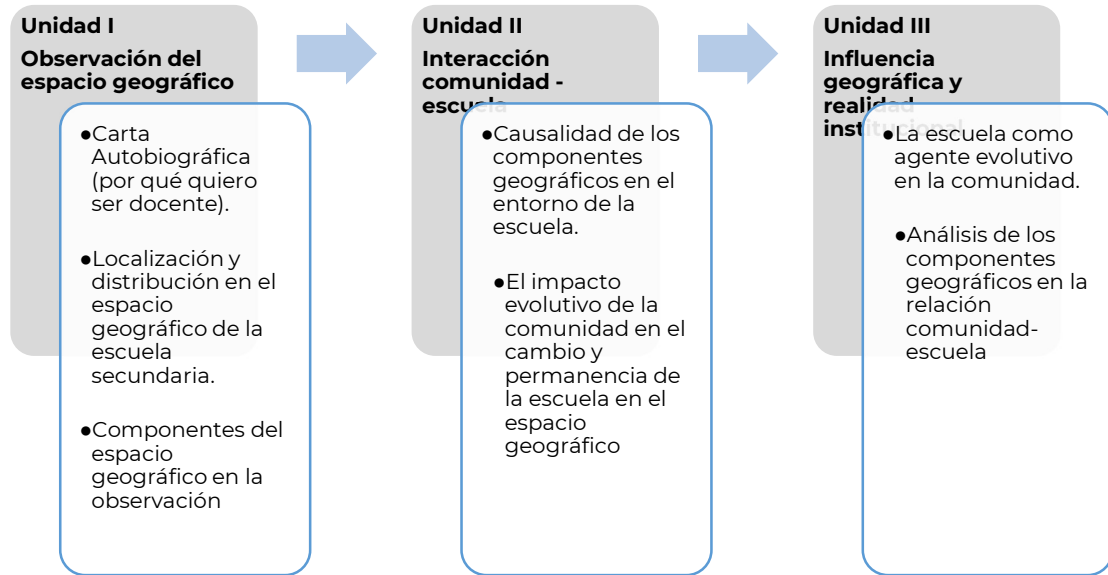 Unidad I
Observación del
espacio geográfico
●Carta
Autobiográfica
(por qué quiero
ser docente).
●Localización y
distribución en el
espacio
geográfico de la
escuela
secundaria.
●Componentes del
espacio
geográfico en la
observación
Unidad II
Interacción
comunidad -
escuela
●Causalidad de los
componentes
geográficos en el
entorno de la
escuela.
●El impacto
evolutivo de la
comunidad en el
cambio y
permanencia de
la escuela en el
espacio
geográfico
Unidad III
Influencia
geográfica y
realidad
institucional
●La escuela como
agente evolutivo
en la comunidad.
●Análisis de los
componentes
geográficos en la
relación
comunidad-
escuela